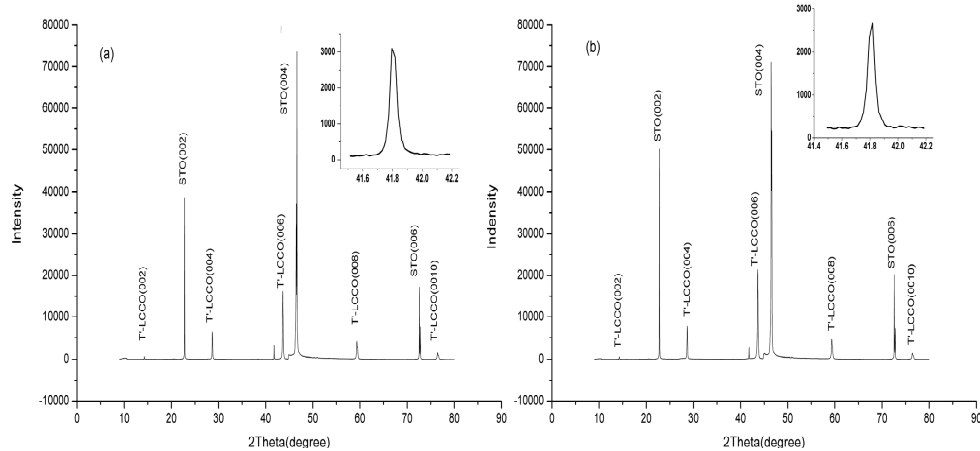 (a)
80000
70000
60000
50000
40000
30000
20000
10000
0
-10000
0 10 20 30 40 50 60 70 80 90
Intensity
2Theta(degree)
T'-LCCO(002)
STO(002)
T'-LCCO(004)
T'-LCCO(006)
STO(004)
T'-LCCO(008)
STO(006)
T'-LCCO(0010)
3000
2000
1000
0
41.6 41.8 42.0 42.2
(b)
80000
70000
60000
50000
40000
30000
20000
10000
0
-10000
0 10 20 30 40 50 60 70 80 90
Indensity
2Theta(degree)
T'-LCCO(002)
STO(002)
T'-LCCO(004)
T'-LCCO(006)
STO(004)
T'-LCCO(008)
STO(006)
T'-LCCO(0010)
3000
2000
1000
0
41.4 41.6 41.8 42.0 42.2